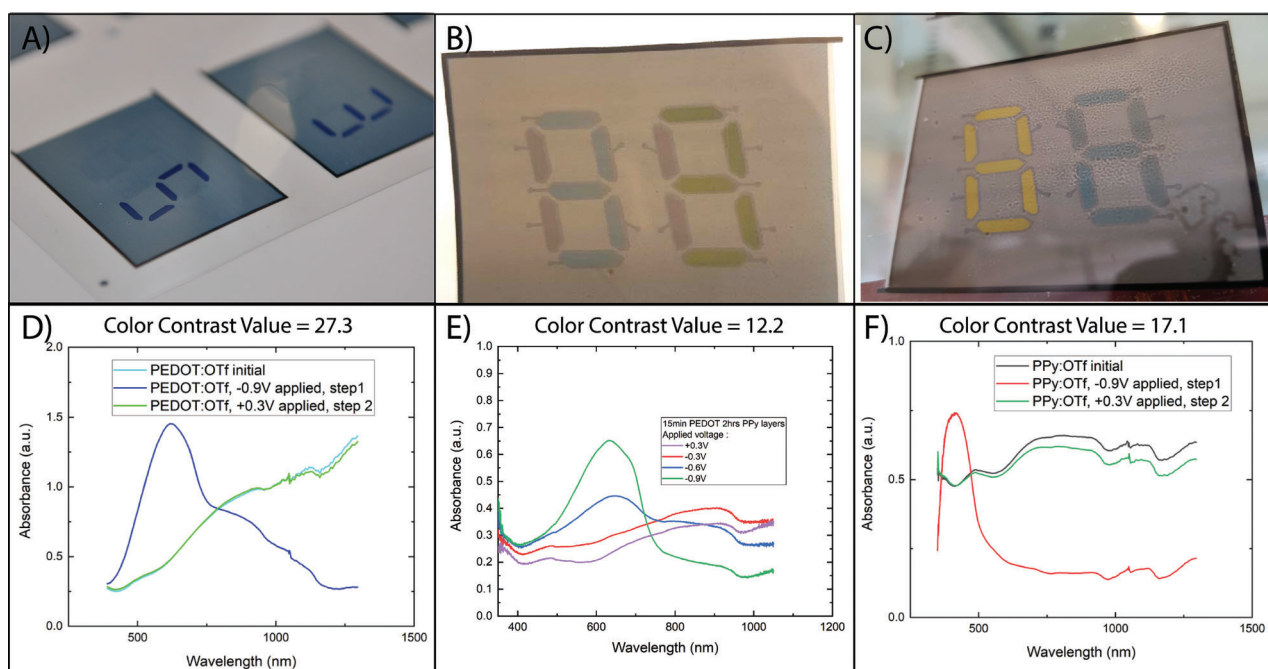 A)
B)
C)
D)
Color Contrast Value = 27.3
PEDOT:OTf initial
PEDOT:OTf, -0.9V applied, step1
PEDOT:OTf, +0.3V applied, step 2
Absorbance (a.u.)
2.0
1.5
1.0
0.5
0.0
500
1000
1500
Wavelength (nm)
E)
Color Contrast Value = 12.2
15min PEDOT 2hrs PPy layers
Applied voltage :
+0.3V
-0.3V
-0.6V
-0.9V
Absorbance (a.u.)
1
0.9
0.8
0.7
0.6
0.5
0.4
0.3
0.2
0.1
0.0
400
600
800
1000
1200
Wavelength (nm)
F)
Color Contrast Value = 17.1
PPy:OTf initial
PPy:OTf, -0.9V applied, step1
PPy:OTf, +0.3V applied, step 2
Absorbance (a.u.)
1.0
0.5
0.0
500
1000
1500
Wavelength (nm)